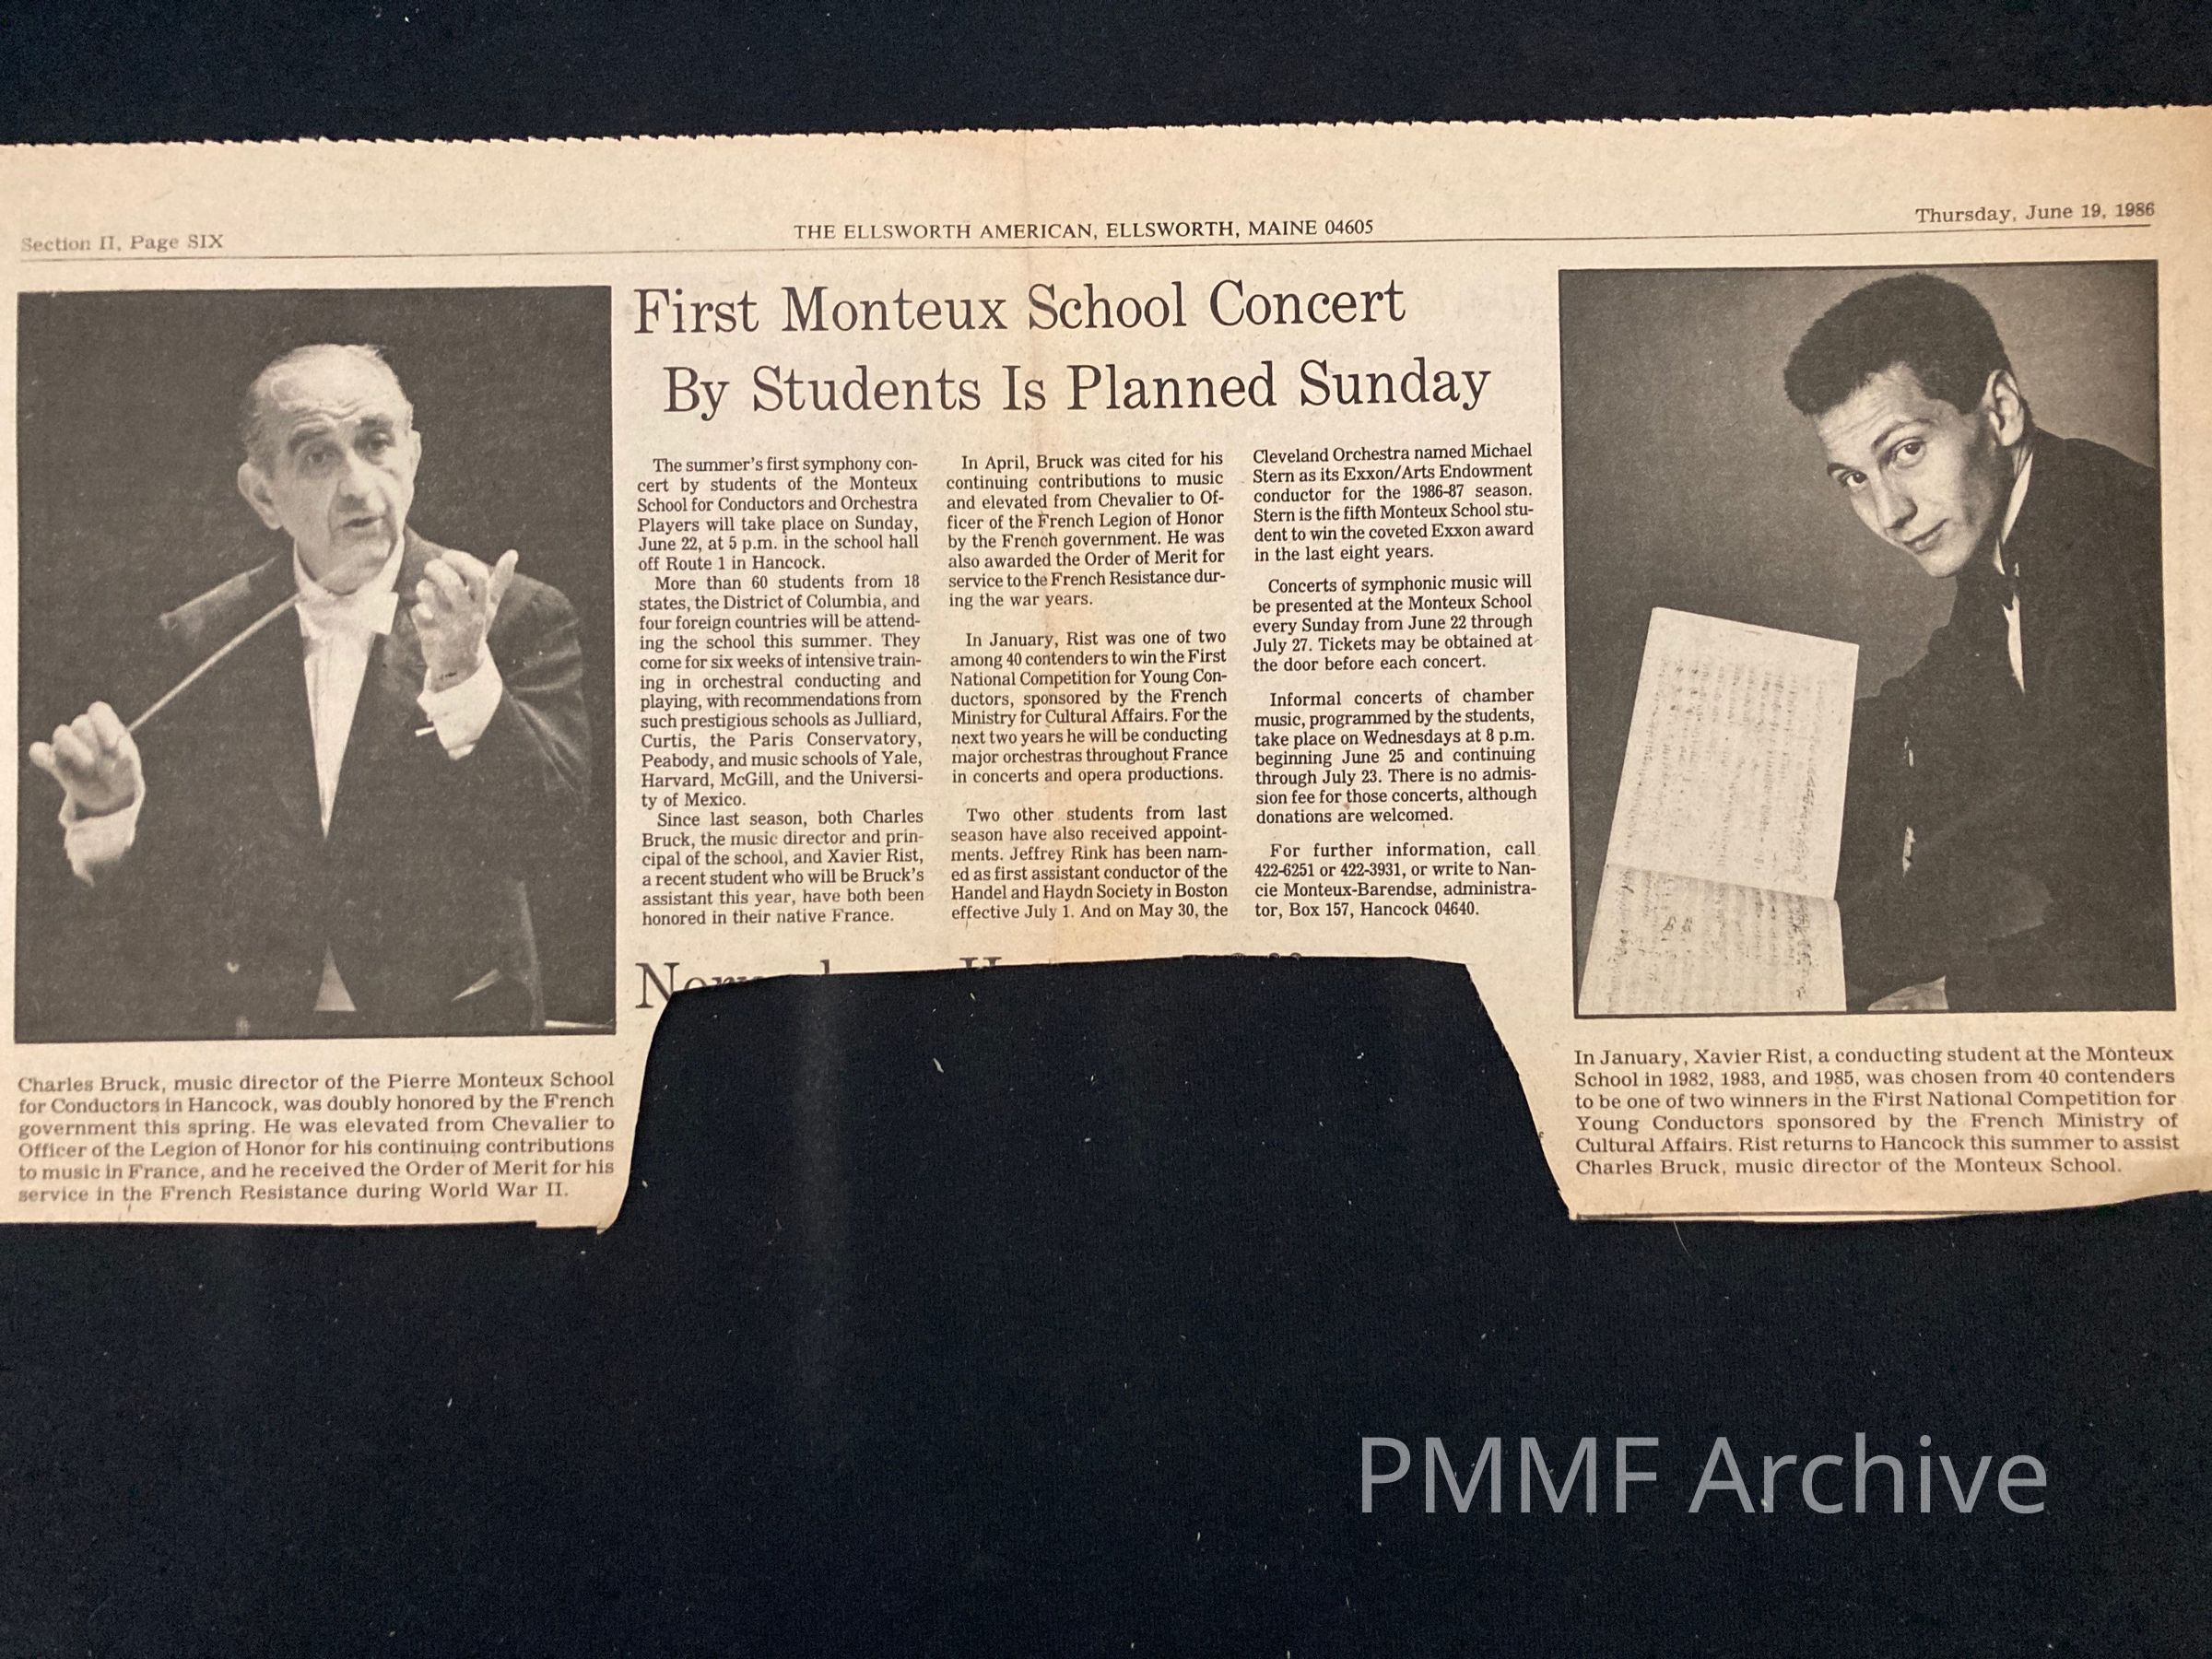 Section II, Page SIX
THE ELLSWORTH AMERICAN, ELLSWORTH, MAINE 04605
Thursday, June 19, 1986
First Monteux School Concert
By Students Is Planned Sunday
The summer's first symphony con-
cert by students of the Monteux
School for Conductors and Orchestra
Players will take place on Sunday,
June 22, at 5 p.m. in the school hall
off Route 1 in Hancock.
More than 60 students from 18
states, the District of Columbia, and
four foreign countries will be attend-
ing the school this summer. They
come for six weeks of intensive train-
ing in orchestral conducting and
playing, with recommendations from
such prestigious schools as Julliard,
Curtis, the Paris Conservatory,
Peabody, and music schools of Yale,
Harvard, McGill, and the Universi-
ty of Mexico.
Since last season, both Charles
Bruck, the music director and prin-
cipal of the school, and Xavier Rist,
a recent student who will be Bruck's
assistant this year, have both been
honored in their native France.
In April, Bruck was cited for his
continuing contributions to music
and elevated from Chevalier to Of-
ficer of the French Legion of Honor
by the French government. He was
also awarded the Order of Merit for
service to the French Resistance dur-
ing the war years.
In January, Rist was one of two
among 40 contenders to win the First
National Competition for Young Con-
ductors, sponsored by the French
Ministry for Cultural Affairs. For the
next two years he will be conducting
major orchestras throughout France
in concerts and opera productions.
Two other students from last
season have also received appoint-
ments. Jeffrey Rink has been nam-
ed as first assistant conductor of the
Handel and Haydn Society in Boston
effective July 1. And on May 30, the
Cleveland Orchestra named Michael
Stern as its Exxon/Arts Endowment
conductor for the 1986-87 season.
Stern is the fifth Monteux School stu-
dent to win the coveted Exxon award
in the last eight years.
Concerts of symphonic music will
be presented at the Monteux School
every Sunday from June 22 through
July 27. Tickets may be obtained at
the door before each concert.
Informal concerts of chamber
music, programmed by the students,
take place on Wednesdays at 8 p.m.
beginning June 25 and continuing
through July 23. There is no admis-
sion fee for those concerts, although
donations are welcomed.
For further information, call
422-6251 or 422-3931, or write to Nan-
cie Monteux-Barendse, administra-
tor, Box 157, Hancock 04640.
Charles Bruck, music director of the Pierre Monteux School
for Conductors in Hancock, was doubly honored by the French
government this spring. He was elevated from Chevalier to
Officer of the Legion of Honor for his continuing contributions
to music in France, and he received the Order of Merit for his
service in the French Resistance during World War II.
In January, Xavier Rist, a conducting student at the Monteux
School in 1982, 1983, and 1985, was chosen from 40 contenders
to be one of two winners in the First National Competition for
Young Conductors sponsored by the French Ministry of
Cultural Affairs. Rist returns to Hancock this summer to assist
Charles Bruck, music director of the Monteux School.
PMMF Archive